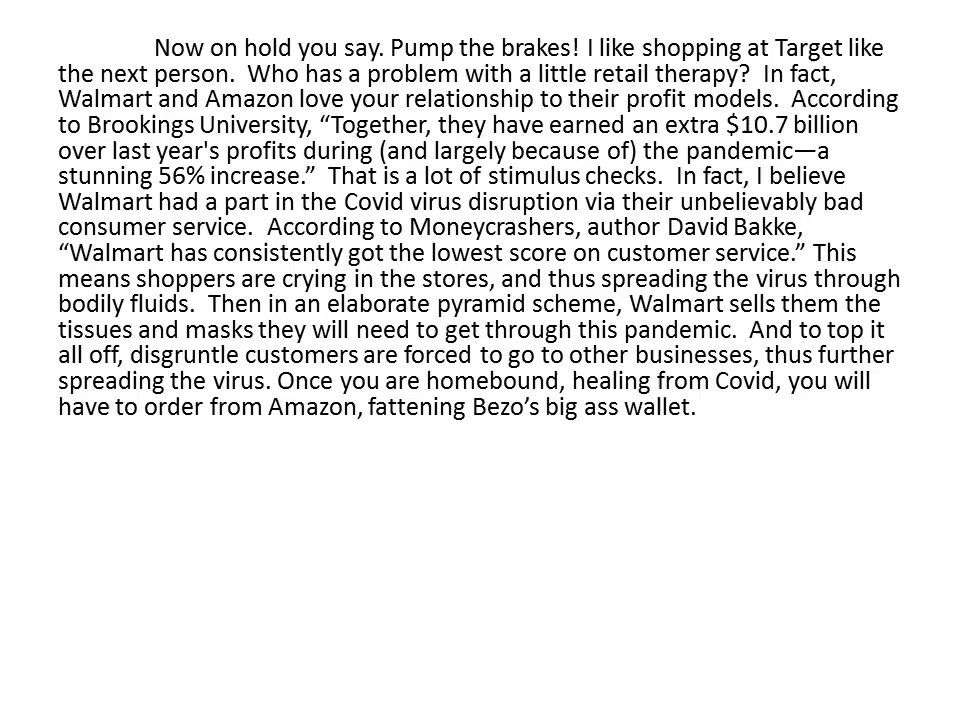 Now on hold you say. Pump the brakes! I like shopping at Target like
the next person.  Who has a problem with a little retail therapy?  In fact,
Walmart and Amazon love your relationship to their profit models.  According
to Brookings University, “Together, they have earned an extra $10.7 billion
over last year's profits during (and largely because of) the pandemic—a
stunning 56% increase.”  That is a lot of stimulus checks.  In fact, I believe
Walmart had a part in the Covid virus disruption via their unbelievably bad
consumer service.  According to Moneycrashers, author David Bakke,
“Walmart has consistently got the lowest score on customer service.” This
means shoppers are crying in the stores, and thus spreading the virus through
bodily fluids.  Then in an elaborate pyramid scheme, Walmart sells them the
tissues and masks they will need to get through this pandemic.  And to top it
all off, disgruntle customers are forced to go to other businesses, thus further
spreading the virus. Once you are homebound, healing from Covid, you will
have to order from Amazon, fattening Bezo’s big ass wallet.